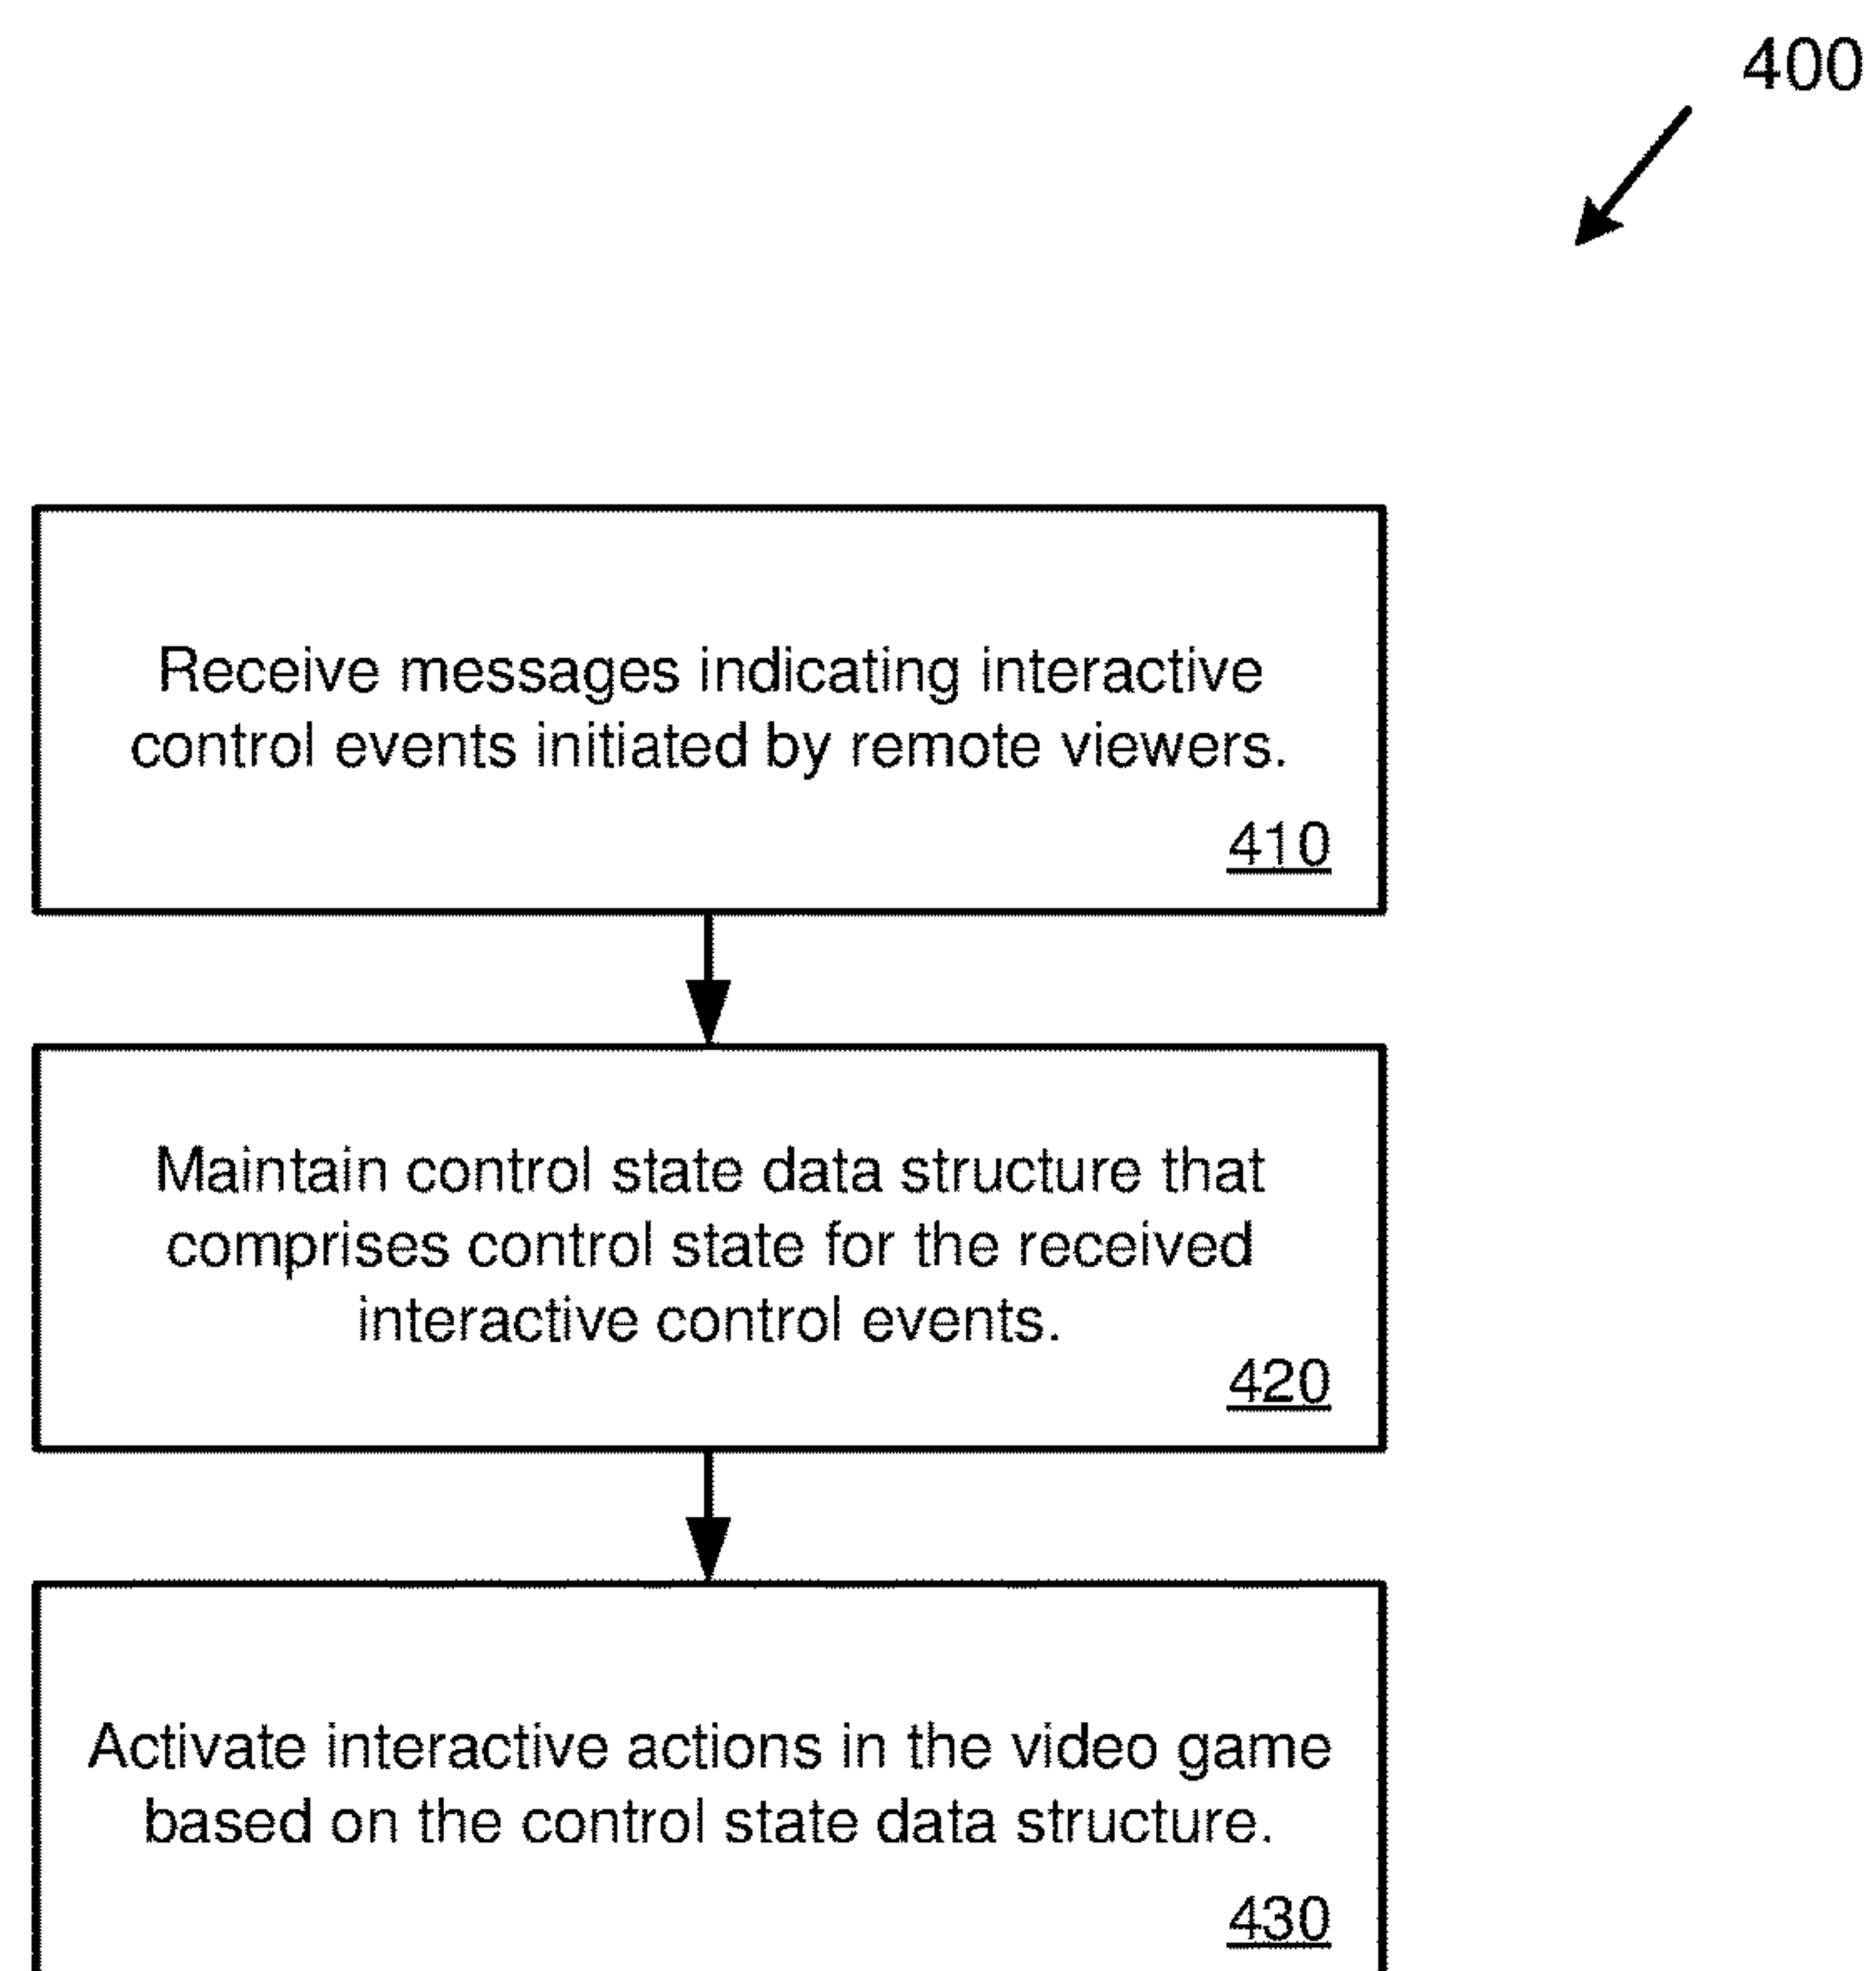 400
Receive messages indicating interactive
control events initiated by remote viewers.
410
Maintain control state data structure that
comprises control state for the received
interactive control events.
420
Activate interactive actions in the video game
based on the control state data structure.
430